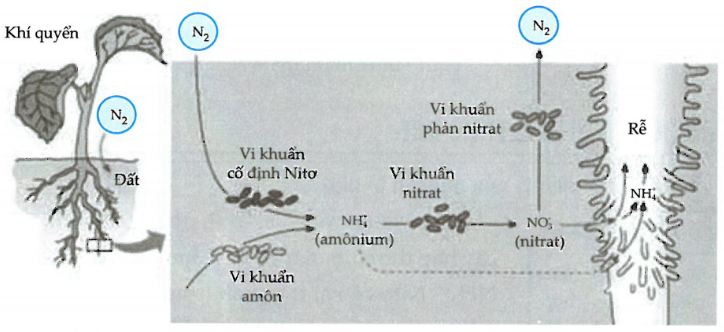 Khí quyển
N₂
Đất
N₂
Vi khuẩn
cố định Nitơ
Vi khuẩn
amôn
NH₄⁺
(amônium)
Vi khuẩn
nitrat
N₂
Vi khuẩn
phản nitrat
NO₃⁻
(nitrat)
Rễ
NH₄⁺